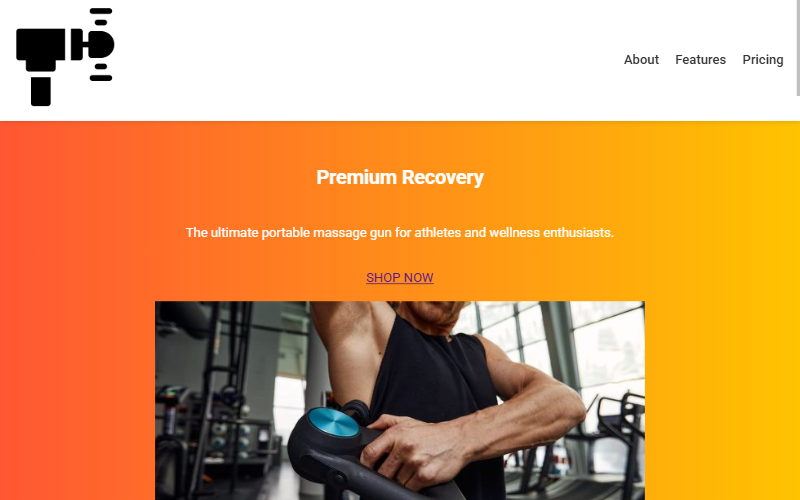 About Features Pricing
Premium Recovery
The ultimate portable massage gun for athletes and wellness enthusiasts.
SHOP NOW